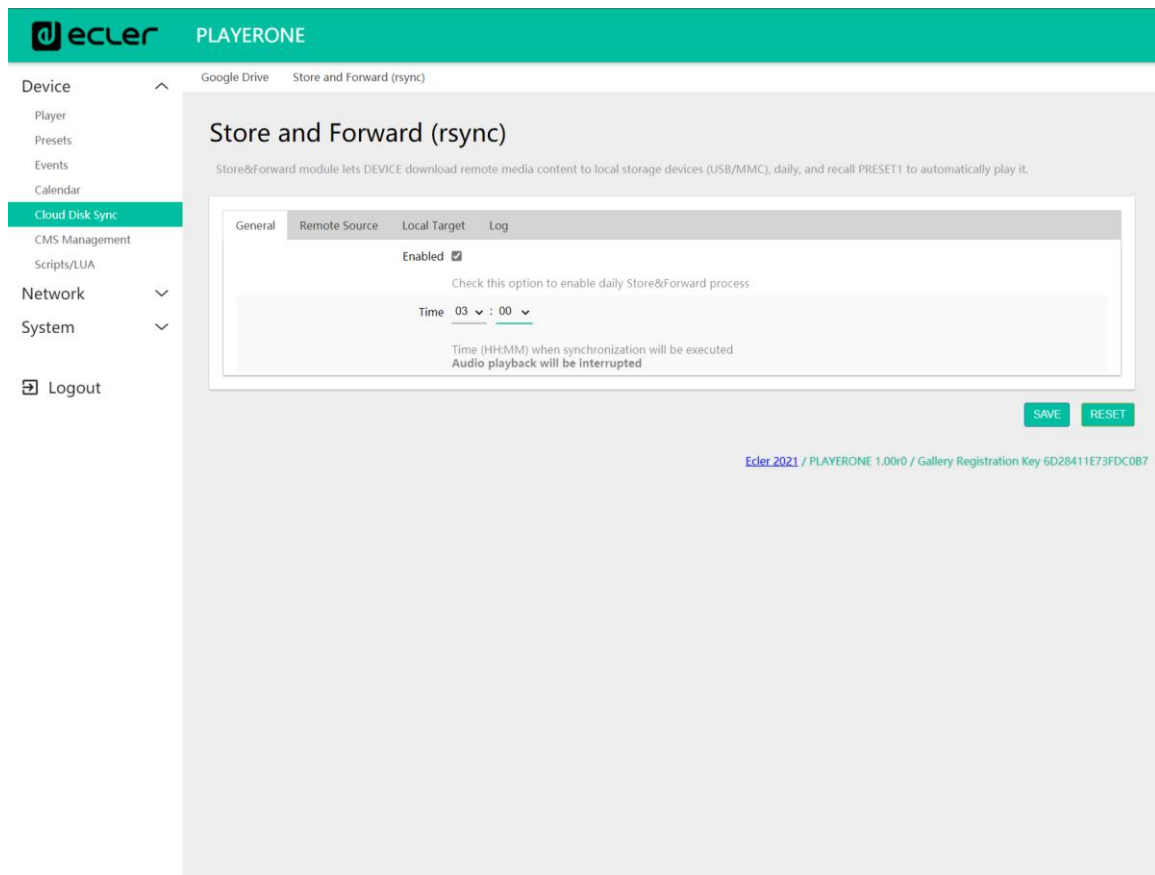 ecler
PLAYERONE
Device
Player
Presets
Events
Calendar
Cloud Disk Sync
CMS Management
Scripts/LUA
Network
System
Logout
Google Drive Store and Forward (rsync)
Store and Forward (rsync)
Store&Forward module lets DEVICE download remote media content to local storage devices (USB/MMC), daily, and recall PRESET1 to automatically play it.
General Remote Source Local Target Log
Enabled
Check this option to enable daily Store&Forward process
Time 03 : 00
Time (HH:MM) when synchronization will be executed
Audio playback will be interrupted
SAVE RESET
Ecler 2021 / PLAYERONE 1.00r0 / Gallery Registration Key 6D28411E73FDC0B7